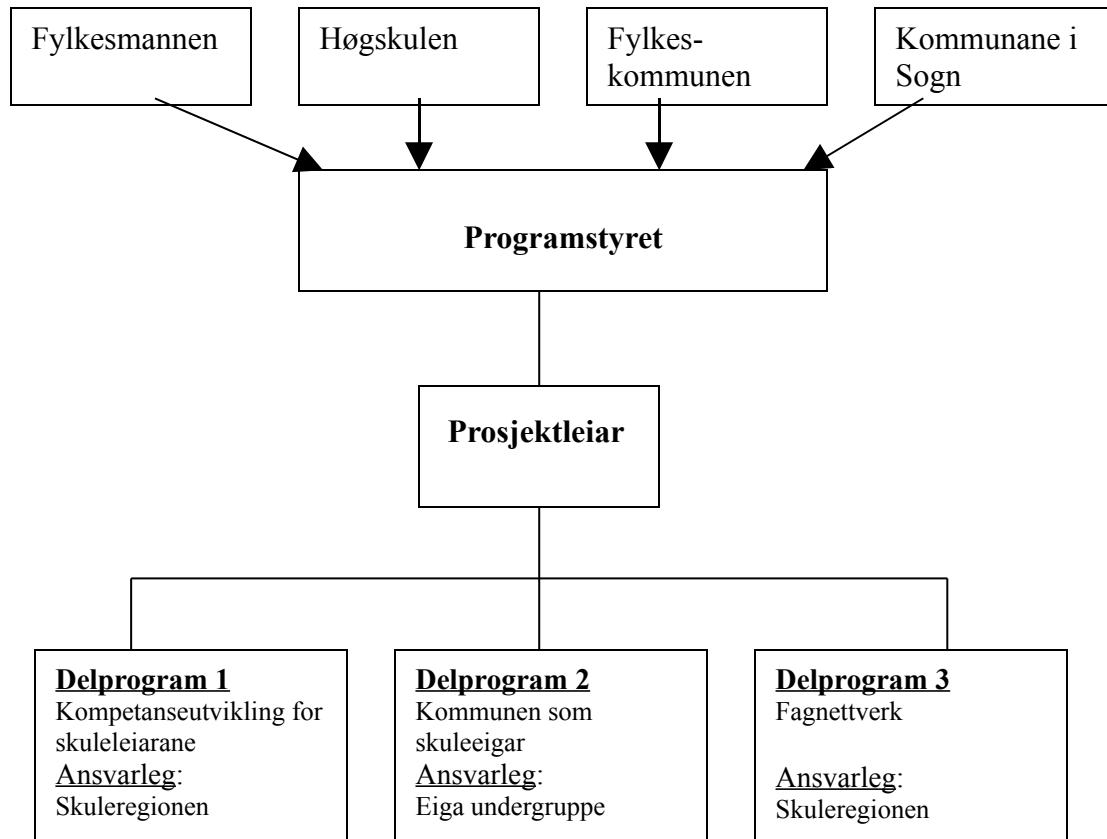 Fylkesmannen
Høgskulen
Fylkes-
kommunen
Kommunane i
Sogn
Programstyret
Prosjektleiar
Delprogram 1
Kompetanseutvikling for
skuleleiarane
Ansvarleg:
Skuleregionen
Delprogram 2
Kommunen som
skuleeigar
Ansvarleg:
Eiga undergruppe
Delprogram 3
Fagnettverk
Ansvarleg:
Skuleregionen